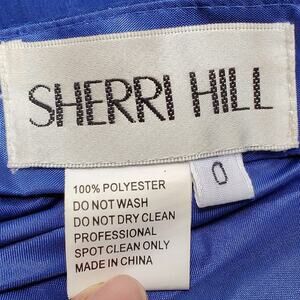 SHERRI HILL
0
100% POLYESTER
DO NOT WASH
DO NOT DRY CLEAN
PROFESSIONAL
SPOT CLEAN ONLY
MADE IN CHINA